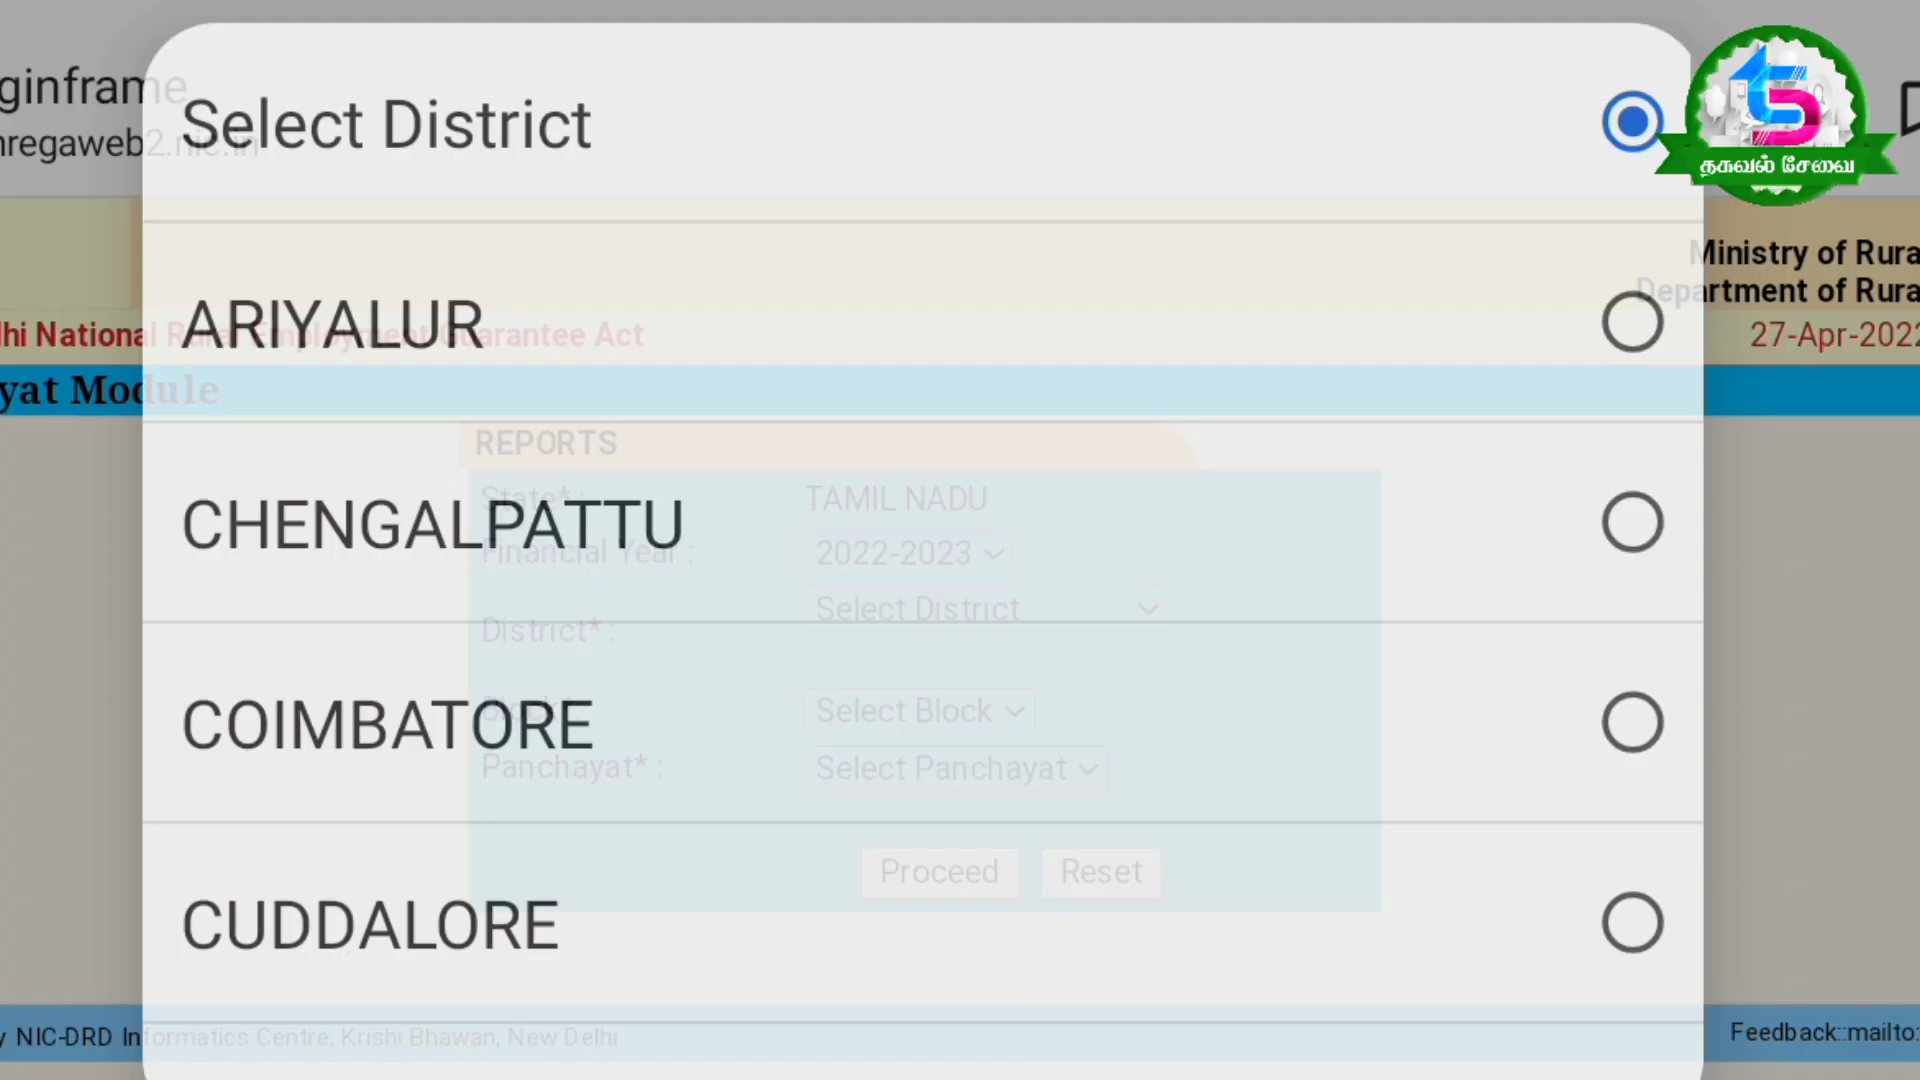 ginframe
nregaweb2.nic.in
Select District
தகவல் சேவை
Ministry of Rura
Department of Rura
ARIYALUR
lhi National Rural Employment Guarantee Act
27-Apr-2022
yat Module
REPORTS
State* :
TAMIL NADU
CHENGALPATTU
Financial Year :
2022-2023
Select District
District* :
COIMBATORE
Select Block
Panchayat* :
Select Panchayat
Proceed
Reset
CUDDALORE
y NIC-DRD Informatics Centre, Krishi Bhawan, New Delhi
Feedback::mailto: